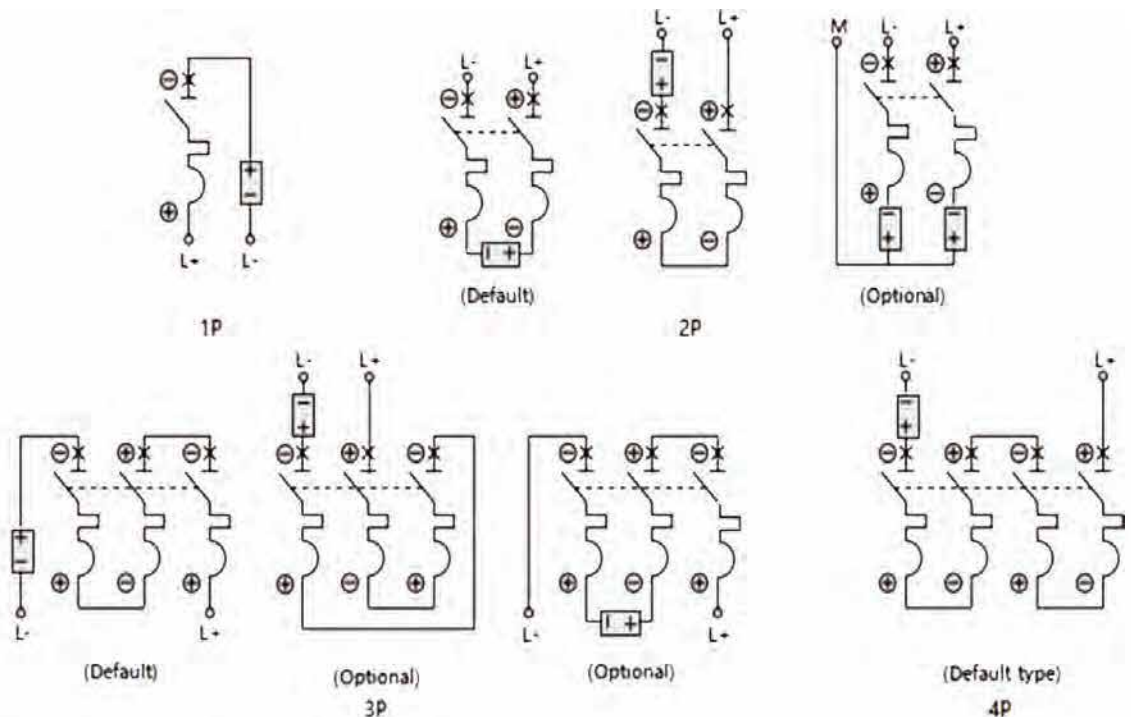 L- L+ M L- L+
L- L+
⊖ ⊖ ⊕ ⊖ ⊕ ⊖ ⊕
− +
+ −
⊕ ⊕ ⊖ ⊕ ⊖ ⊕ ⊖
− + − + − +
L+ L-
(Default) (Optional)
1P 2P
L- L+ L- L+
− + − +
⊖ ⊕ ⊖ ⊖ ⊕ ⊖ ⊖ ⊕ ⊖ ⊖ ⊕ ⊖ ⊕
+ −
⊕ ⊖ ⊕ ⊕ ⊖ ⊕ ⊕ ⊖ ⊕ ⊕ ⊖ ⊕ ⊖
− +
L- L+ L- L+
(Default) (Optional) (Optional) (Default type)
3P 4P